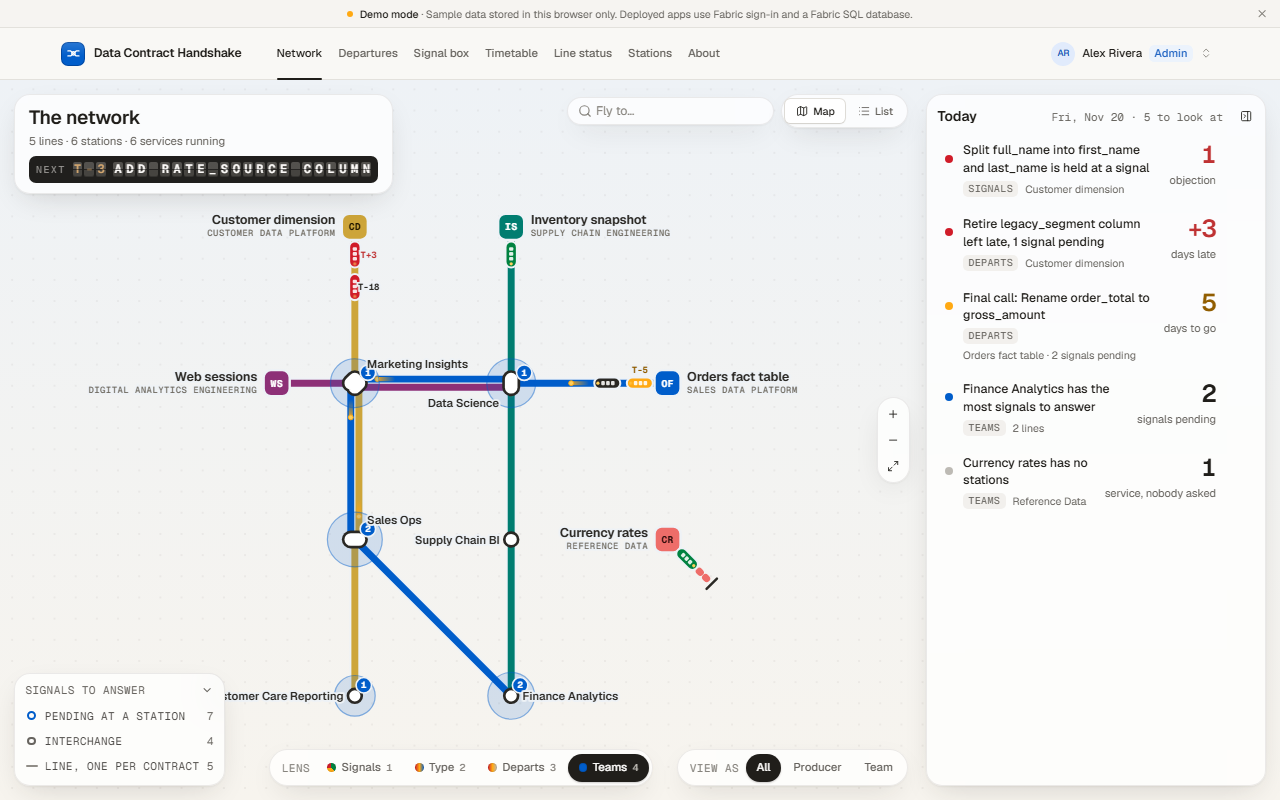 Demo mode · Sample data stored in this browser only. Deployed apps use Fabric sign-in and a Fabric SQL database.
Data Contract Handshake
Network
Departures
Signal box
Timetable
Line status
Stations
About
AR
Alex Rivera
Admin
The network
5 lines · 6 stations · 6 services running
NEXT T-3 ADD RATE_SOURCE COLUMN
Fly to…
Map
List
Customer dimension
CUSTOMER DATA PLATFORM
CD
T+3
T-18
IS
Inventory snapshot
SUPPLY CHAIN ENGINEERING
Web sessions
DIGITAL ANALYTICS ENGINEERING
WS
Marketing Insights
1
Data Science
1
T-5
OF
Orders fact table
SALES DATA PLATFORM
Sales Ops
2
Supply Chain BI
Currency rates
REFERENCE DATA
CR
stomer Care Reporting
1
2
Finance Analytics
+
−
SIGNALS TO ANSWER
PENDING AT A STATION 7
INTERCHANGE 4
LINE, ONE PER CONTRACT 5
LENS
Signals 1
Type 2
Departs 3
Teams 4
VIEW AS
All
Producer
Team
Today
Fri, Nov 20 · 5 to look at
Split full_name into first_name
and last_name is held at a signal
SIGNALS Customer dimension
1
objection
Retire legacy_segment column
left late, 1 signal pending
DEPARTS Customer dimension
+3
days late
Final call: Rename order_total to
gross_amount
DEPARTS
Orders fact table · 2 signals pending
5
days to go
Finance Analytics has the
most signals to answer
TEAMS 2 lines
2
signals pending
Currency rates has no
stations
TEAMS Reference Data
1
service, nobody asked